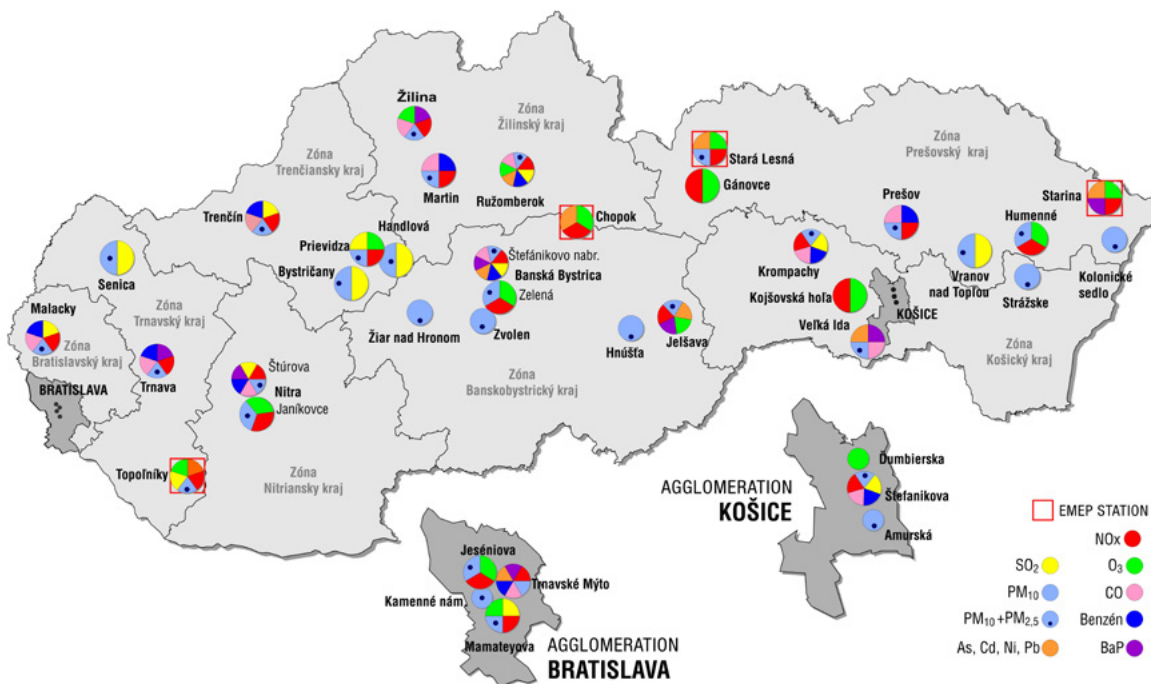 Žilina
Zóna
Žilinský kraj
Zóna
Trenčiansky kraj
Martin
Ružomberok
Stará Lesná
Gánovce
Zóna
Prešovský kraj
Starina
Trenčín
Handlová
Prievidza
Bystričany
Chopok
Prešov
Humenné
Senica
Štefánikovo nabr.
Banská Bystrica
Zelená
Krompachy
Vranov
nad Topľou
Kolonické
sedlo
Strážske
Malacky
Zóna
Trnavský kraj
Žiar nad Hronom
Zvolen
Hnúšťa
Jelšava
Kojšovská hoľa
KOŠICE
Veľká Ida
Zóna
Bratislavský kraj
Trnava
BRATISLAVA
Štúrova
Nitra
Janíkovce
Zóna
Banskobystrický kraj
Zóna
Košický kraj
Topoľníky
Zóna
Nitriansky kraj
Ďumbierska
Štefanikova
Amurská
AGGLOMERATION
KOŠICE
Jeséniova
Trnavské Mýto
Kamenné nám.
Mamateyova
AGGLOMERATION
BRATISLAVA
EMEP STATION
NOx
SO2
O3
PM10
CO
PM10+PM2,5
Benzén
As, Cd, Ni, Pb
BaP